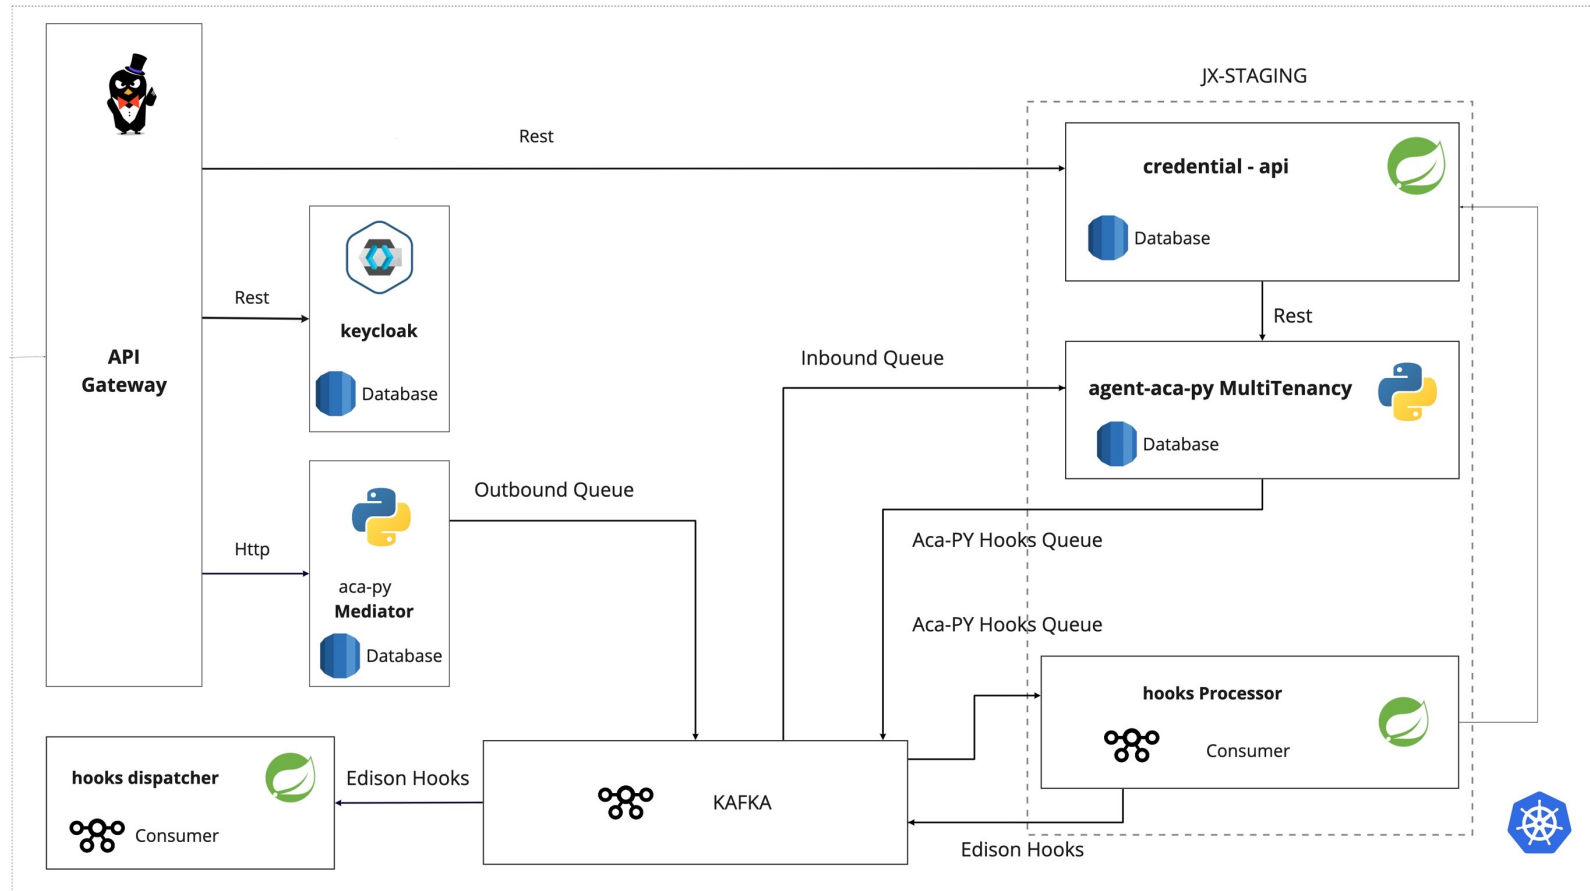 JX-STAGING
Rest
credential - api
Database
Rest
keycloak
Database
API
Gateway
Rest
Inbound Queue
agent-aca-py MultiTenancy
Database
Outbound Queue
Http
aca-py
Mediator
Database
Aca-PY Hooks Queue
Aca-PY Hooks Queue
hooks Processor
Consumer
hooks dispatcher
Consumer
Edison Hooks
KAFKA
Edison Hooks